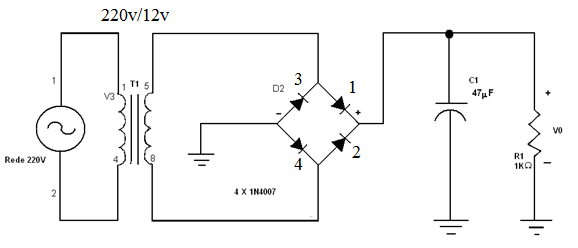 220v/12v
1
V3
1
T1
5
D2
3
1
C1
47µF
+
-
+
Rede 220V
R1
1KΩ
V0
-
4
8
4
2
2
4 X 1N4007